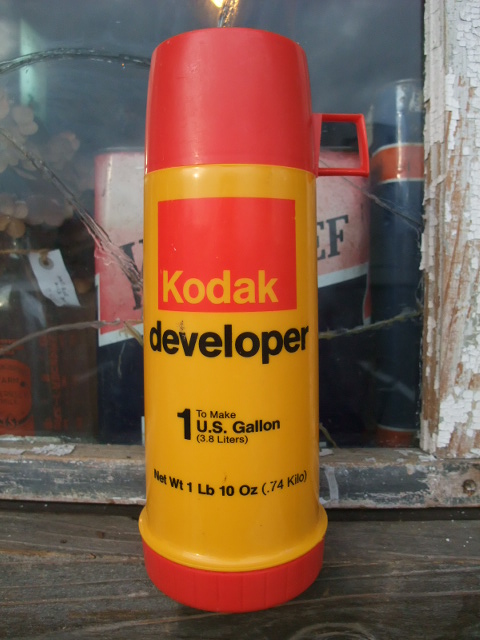 Kodak
developer
1 To Make
U.S. Gallon
(3.8 Liters)
Net Wt 1 Lb 10 Oz (.74 Kilo)